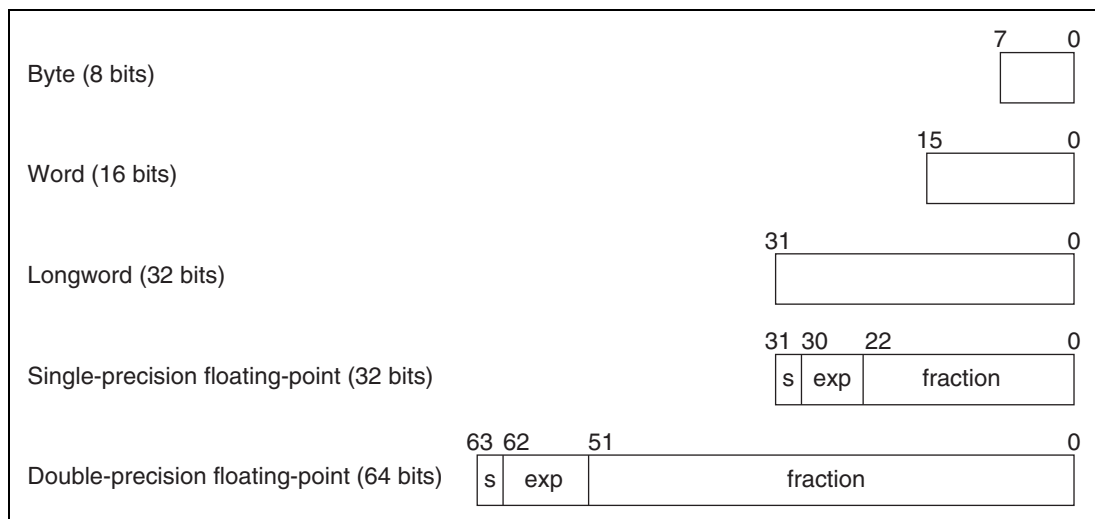 7 0
Byte (8 bits)
15 0
Word (16 bits)
31 0
Longword (32 bits)
31 30 22 0
Single-precision floating-point (32 bits) s exp fraction
63 62 51 0
Double-precision floating-point (64 bits) s exp fraction